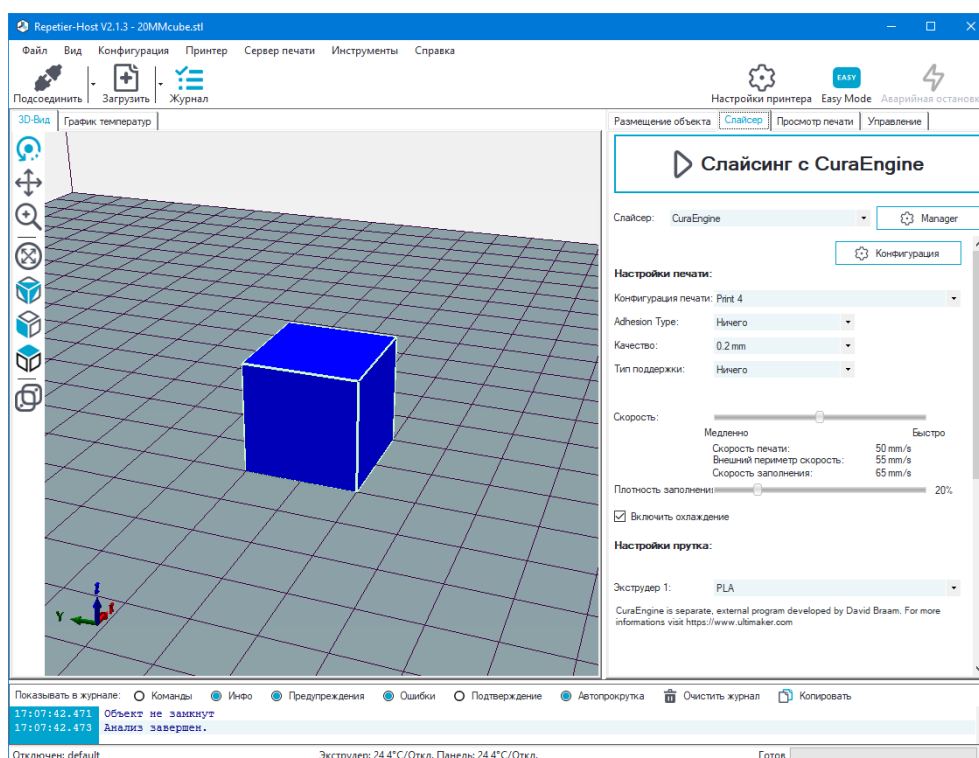 Repetier-Host V2.1.3 - 20MMcube.stl
Файл Вид Конфигурация Принтер Сервер печати Инструменты Справка
EASY
Подсоединить Загрузить Журнал Настройки принтера Easy Mode Аварийная остановк
3D-Вид График температур Размещение объекта Слайсер Просмотр печати Управление
Слайсинг с CuraEngine
Слайсер: CuraEngine Manager
Конфигурация
Настройки печати:
Конфигурация печати: Print 4
Adhesion Type: Ничего
Качество: 0.2 mm
Тип поддержки: Ничего
Скорость:
Медленно Быстро
Скорость печати: 50 mm/s
Внешний периметр скорость: 55 mm/s
Скорость заполнения: 65 mm/s
Плотность заполнени 20%
Включить охлаждение
Настройки прутка:
Экструдер 1: PLA
CuraEngine is separate, external program developed by David Braam. For more
informations visit https://www.ultimaker.com
Y
Показывать в журнале: Команды Инфо Предупреждения Ошибки Подтверждение Автопрокрутка Очистить журнал Копировать
17:07:42.471 Объект не замкнут
17:07:42.473 Анализ завершен.
Отключен: default Экструдер: 24.4°C/Откл. Панель: 24.4°C/Откл. Готов